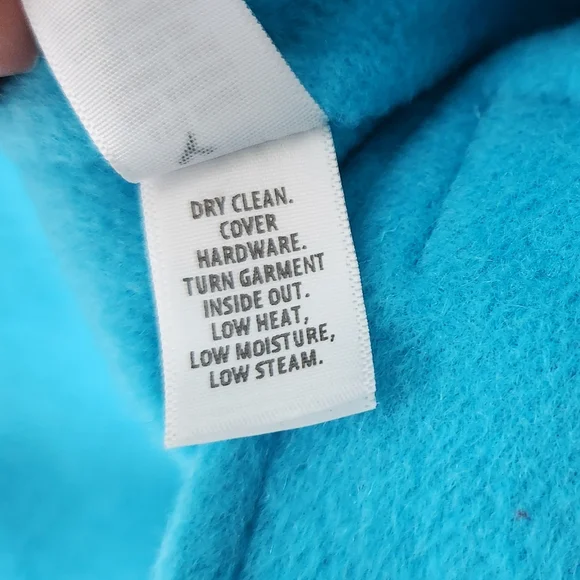 DRY CLEAN.
COVER
HARDWARE.
TURN GARMENT
INSIDE OUT.
LOW HEAT,
LOW MOISTURE,
LOW STEAM.